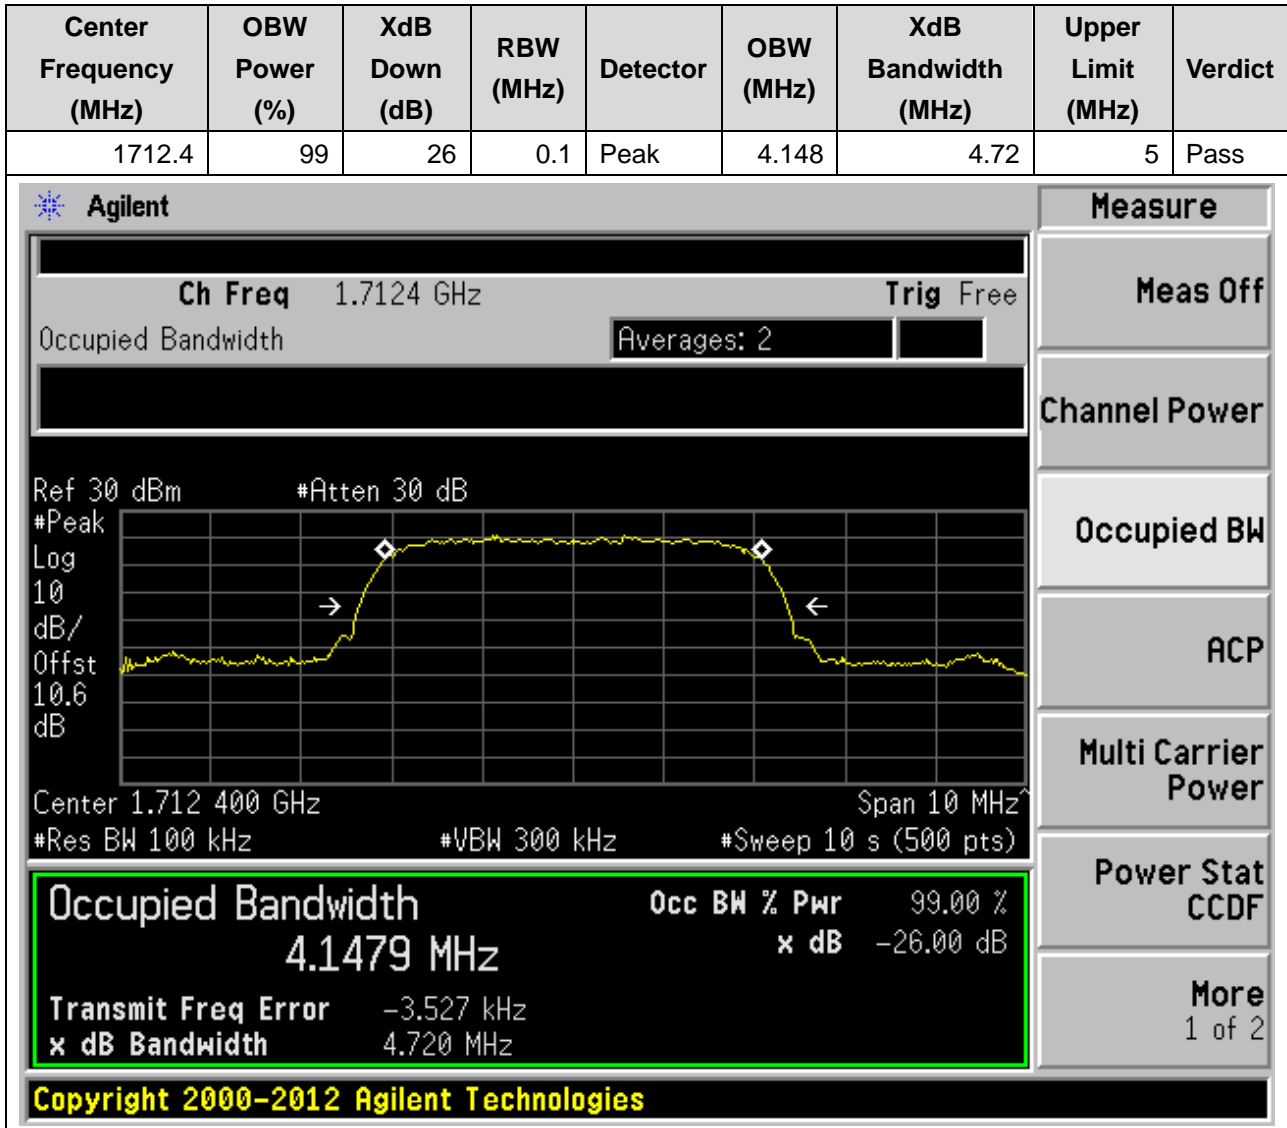 Center Frequency (MHz) OBW Power (%) XdB Down (dB) RBW (MHz) Detector OBW (MHz) XdB Bandwidth (MHz) Upper Limit (MHz) Verdict
1712.4 99 26 0.1 Peak 4.148 4.72 5 Pass
Agilent
Ch Freq 1.7124 GHz Trig Free
Occupied Bandwidth Averages: 2
Ref 30 dBm #Atten 30 dB
#Peak
Log
10
dB/
Offst
10.6
dB
Center 1.712 400 GHz Span 10 MHz^
#Res BW 100 kHz #VBW 300 kHz #Sweep 10 s (500 pts)
Occupied Bandwidth Occ BW % Pwr 99.00 %
4.1479 MHz x dB -26.00 dB
Transmit Freq Error -3.527 kHz
x dB Bandwidth 4.720 MHz
Measure
Meas Off
Channel Power
Occupied BW
ACP
Multi Carrier
Power
Power Stat
CCDF
More
1 of 2
Copyright 2000-2012 Agilent Technologies